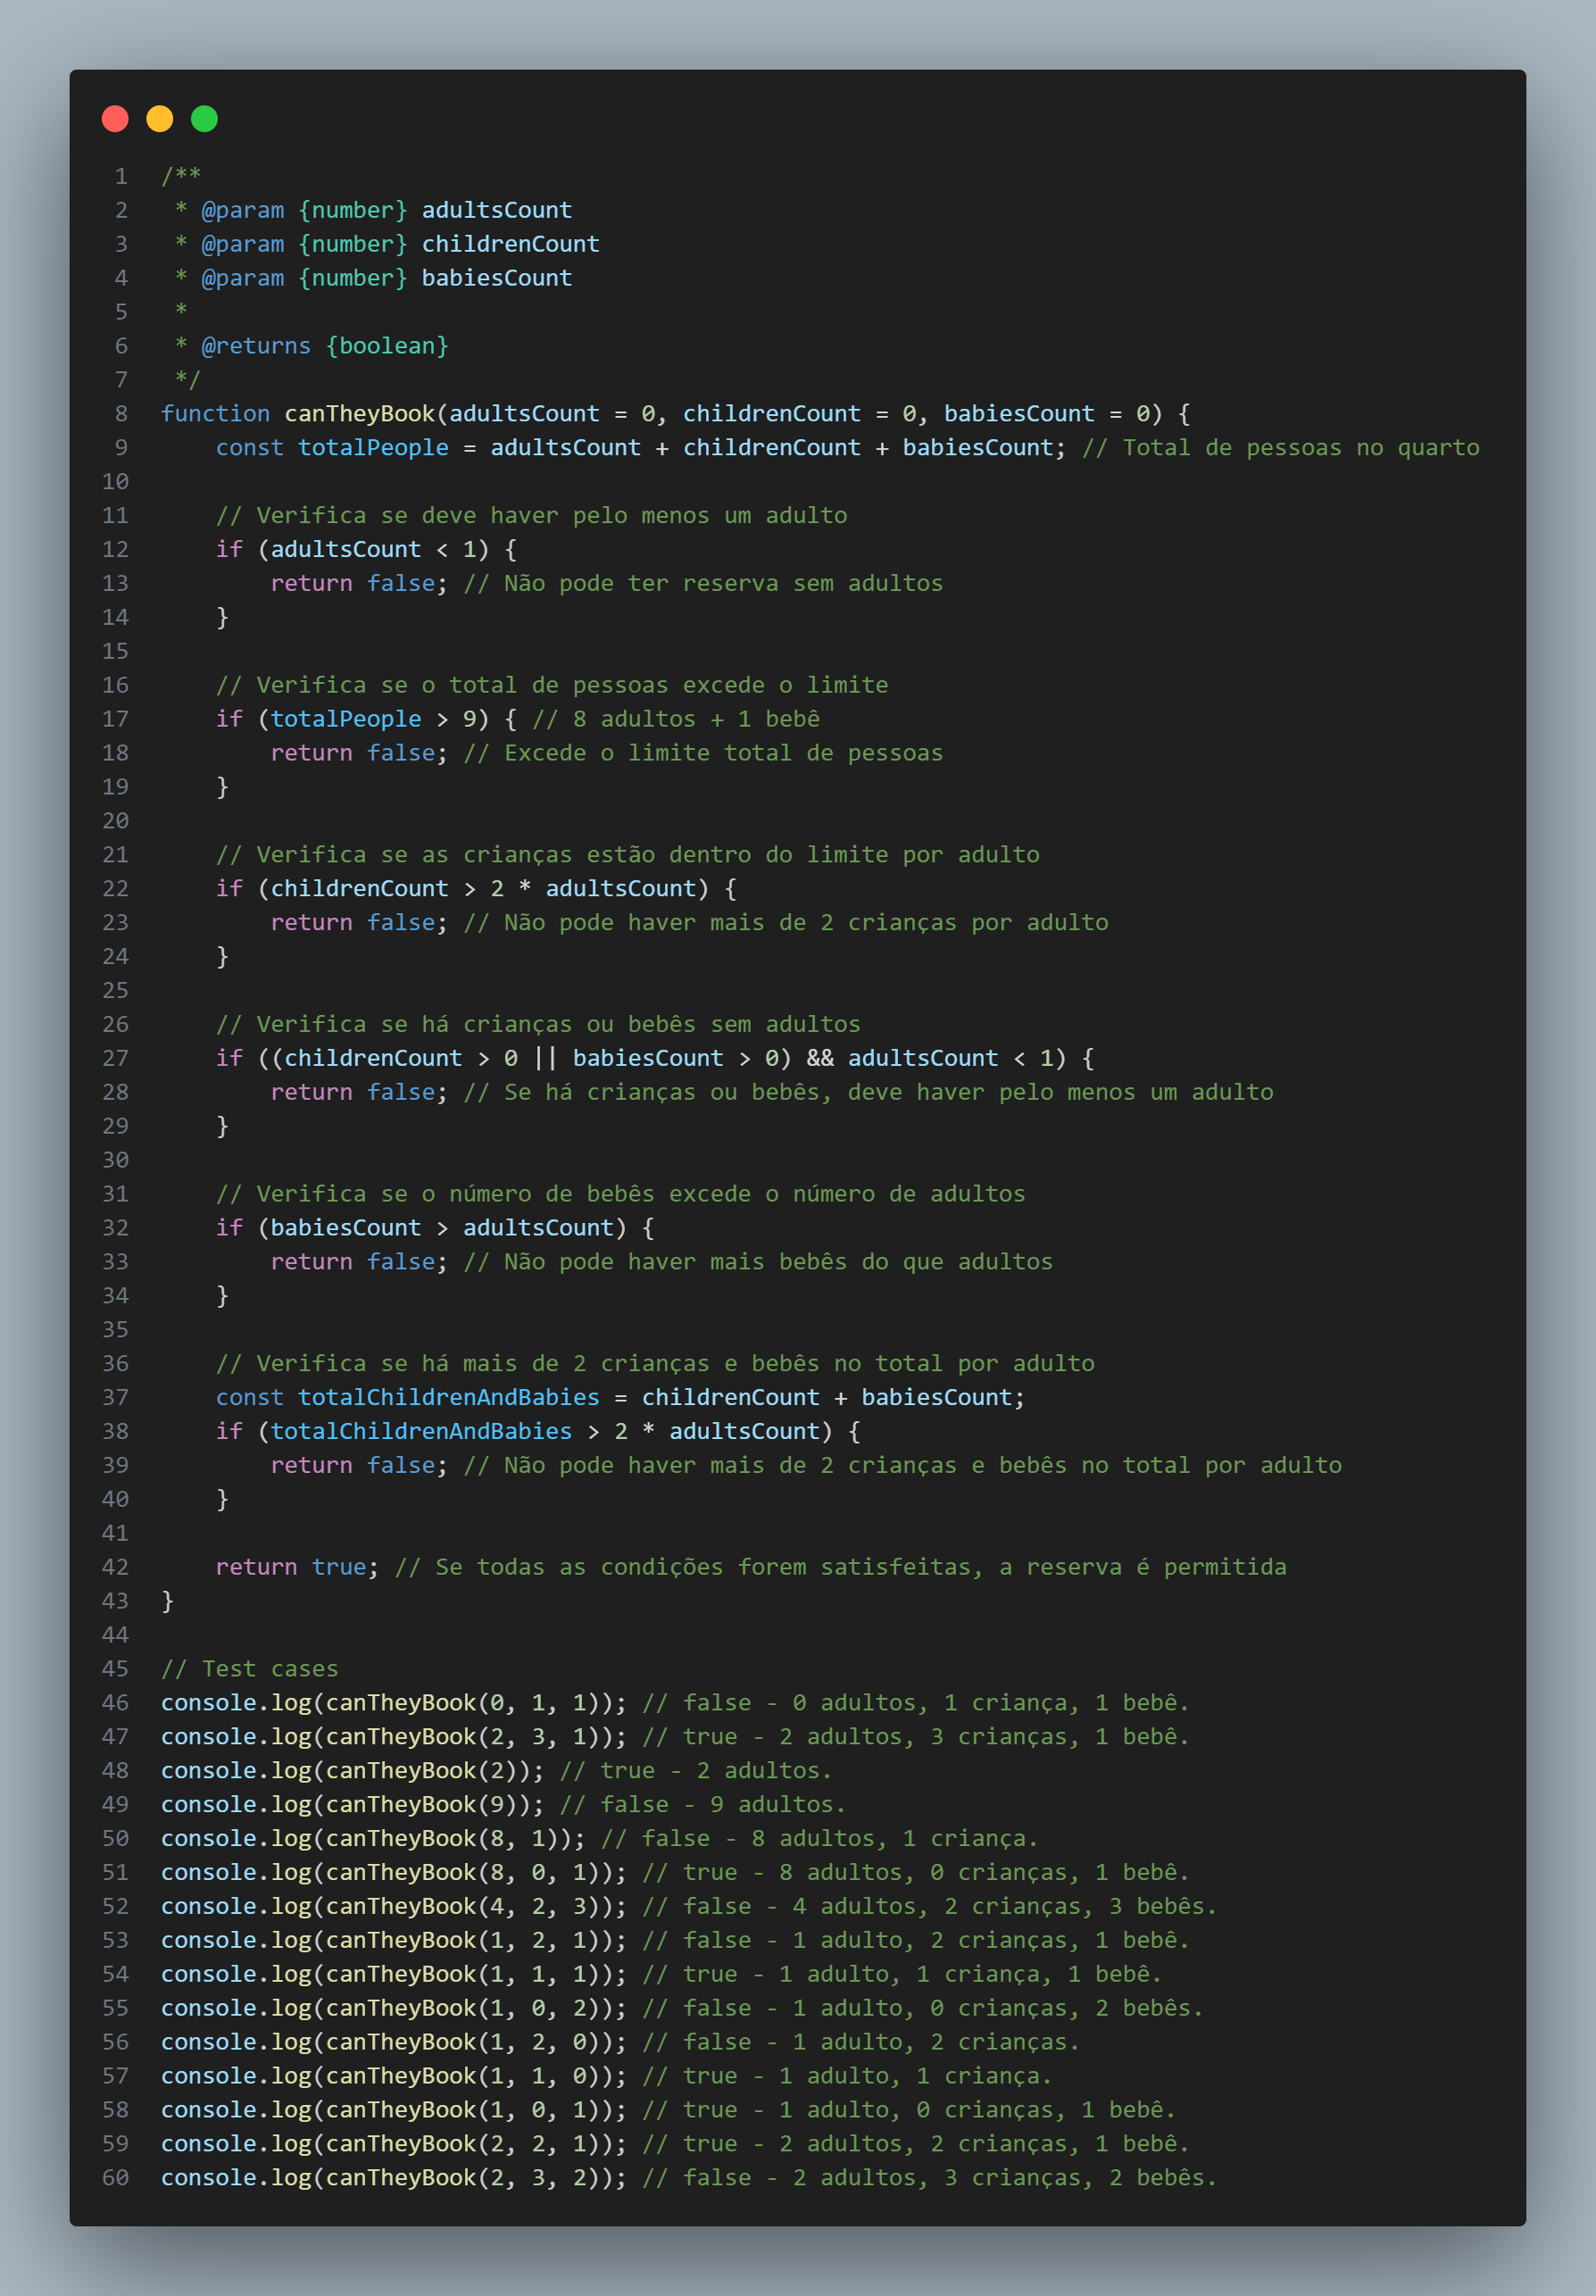 1 /**
2  * @param {number} adultsCount
3  * @param {number} childrenCount
4  * @param {number} babiesCount
5  *
6  * @returns {boolean}
7  */
8 function canTheyBook(adultsCount = 0, childrenCount = 0, babiesCount = 0) {
9     const totalPeople = adultsCount + childrenCount + babiesCount; // Total de pessoas no quarto
10
11     // Verifica se deve haver pelo menos um adulto
12     if (adultsCount < 1) {
13         return false; // Não pode ter reserva sem adultos
14     }
15
16     // Verifica se o total de pessoas excede o limite
17     if (totalPeople > 9) { // 8 adultos + 1 bebê
18         return false; // Excede o limite total de pessoas
19     }
20
21     // Verifica se as crianças estão dentro do limite por adulto
22     if (childrenCount > 2 * adultsCount) {
23         return false; // Não pode haver mais de 2 crianças por adulto
24     }
25
26     // Verifica se há crianças ou bebês sem adultos
27     if ((childrenCount > 0 || babiesCount > 0) && adultsCount < 1) {
28         return false; // Se há crianças ou bebês, deve haver pelo menos um adulto
29     }
30
31     // Verifica se o número de bebês excede o número de adultos
32     if (babiesCount > adultsCount) {
33         return false; // Não pode haver mais bebês do que adultos
34     }
35
36     // Verifica se há mais de 2 crianças e bebês no total por adulto
37     const totalChildrenAndBabies = childrenCount + babiesCount;
38     if (totalChildrenAndBabies > 2 * adultsCount) {
39         return false; // Não pode haver mais de 2 crianças e bebês no total por adulto
40     }
41
42     return true; // Se todas as condições forem satisfeitas, a reserva é permitida
43 }
44
45 // Test cases
46 console.log(canTheyBook(0, 1, 1)); // false - 0 adultos, 1 criança, 1 bebê.
47 console.log(canTheyBook(2, 3, 1)); // true - 2 adultos, 3 crianças, 1 bebê.
48 console.log(canTheyBook(2)); // true - 2 adultos.
49 console.log(canTheyBook(9)); // false - 9 adultos.
50 console.log(canTheyBook(8, 1)); // false - 8 adultos, 1 criança.
51 console.log(canTheyBook(8, 0, 1)); // true - 8 adultos, 0 crianças, 1 bebê.
52 console.log(canTheyBook(4, 2, 3)); // false - 4 adultos, 2 crianças, 3 bebês.
53 console.log(canTheyBook(1, 2, 1)); // false - 1 adulto, 2 crianças, 1 bebê.
54 console.log(canTheyBook(1, 1, 1)); // true - 1 adulto, 1 criança, 1 bebê.
55 console.log(canTheyBook(1, 0, 2)); // false - 1 adulto, 0 crianças, 2 bebês.
56 console.log(canTheyBook(1, 2, 0)); // false - 1 adulto, 2 crianças.
57 console.log(canTheyBook(1, 1, 0)); // true - 1 adulto, 1 criança.
58 console.log(canTheyBook(1, 0, 1)); // true - 1 adulto, 0 crianças, 1 bebê.
59 console.log(canTheyBook(2, 2, 1)); // true - 2 adultos, 2 crianças, 1 bebê.
60 console.log(canTheyBook(2, 3, 2)); // false - 2 adultos, 3 crianças, 2 bebês.